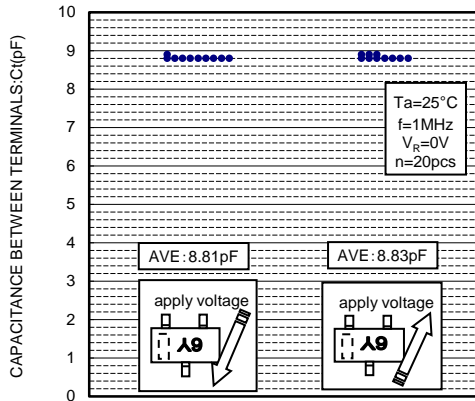 CAPACITANCE BETWEEN TERMINALS:Ct(pF)
10
9
8
7
6
5
4
3
2
1
0
Ta=25°C
f=1MHz
V_R=0V
n=20pcs
AVE:8.81pF
AVE:8.83pF
apply voltage
6Y
apply voltage
6Y